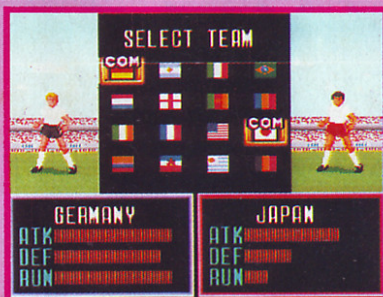 SELECT TEAM
COM
COM
GERMANY
ATK
DEF
RUN
JAPAN
ATK
DEF
RUN